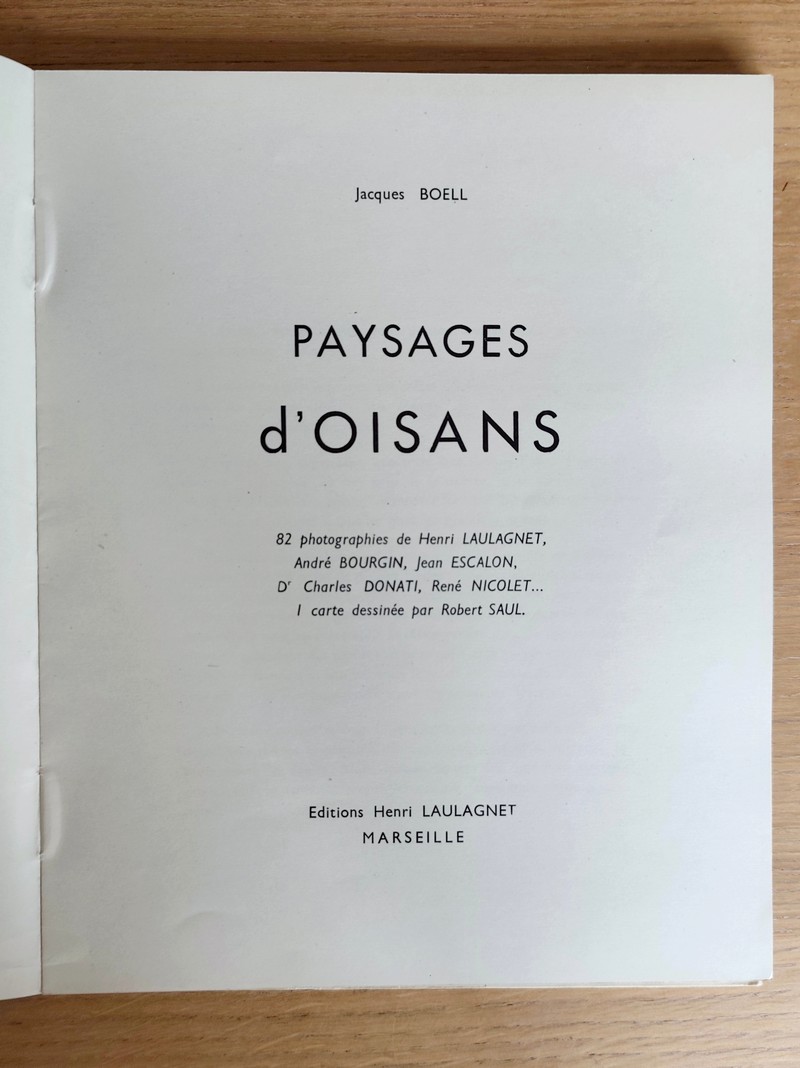 Jacques BOELL
PAYSAGES
d'OISANS
82 photographies de Henri LAULAGNET,
André BOURGIN, Jean ESCALON,
Dr Charles DONATI, René NICOLET...
1 carte dessinée par Robert SAUL.
Editions Henri LAULAGNET
MARSEILLE